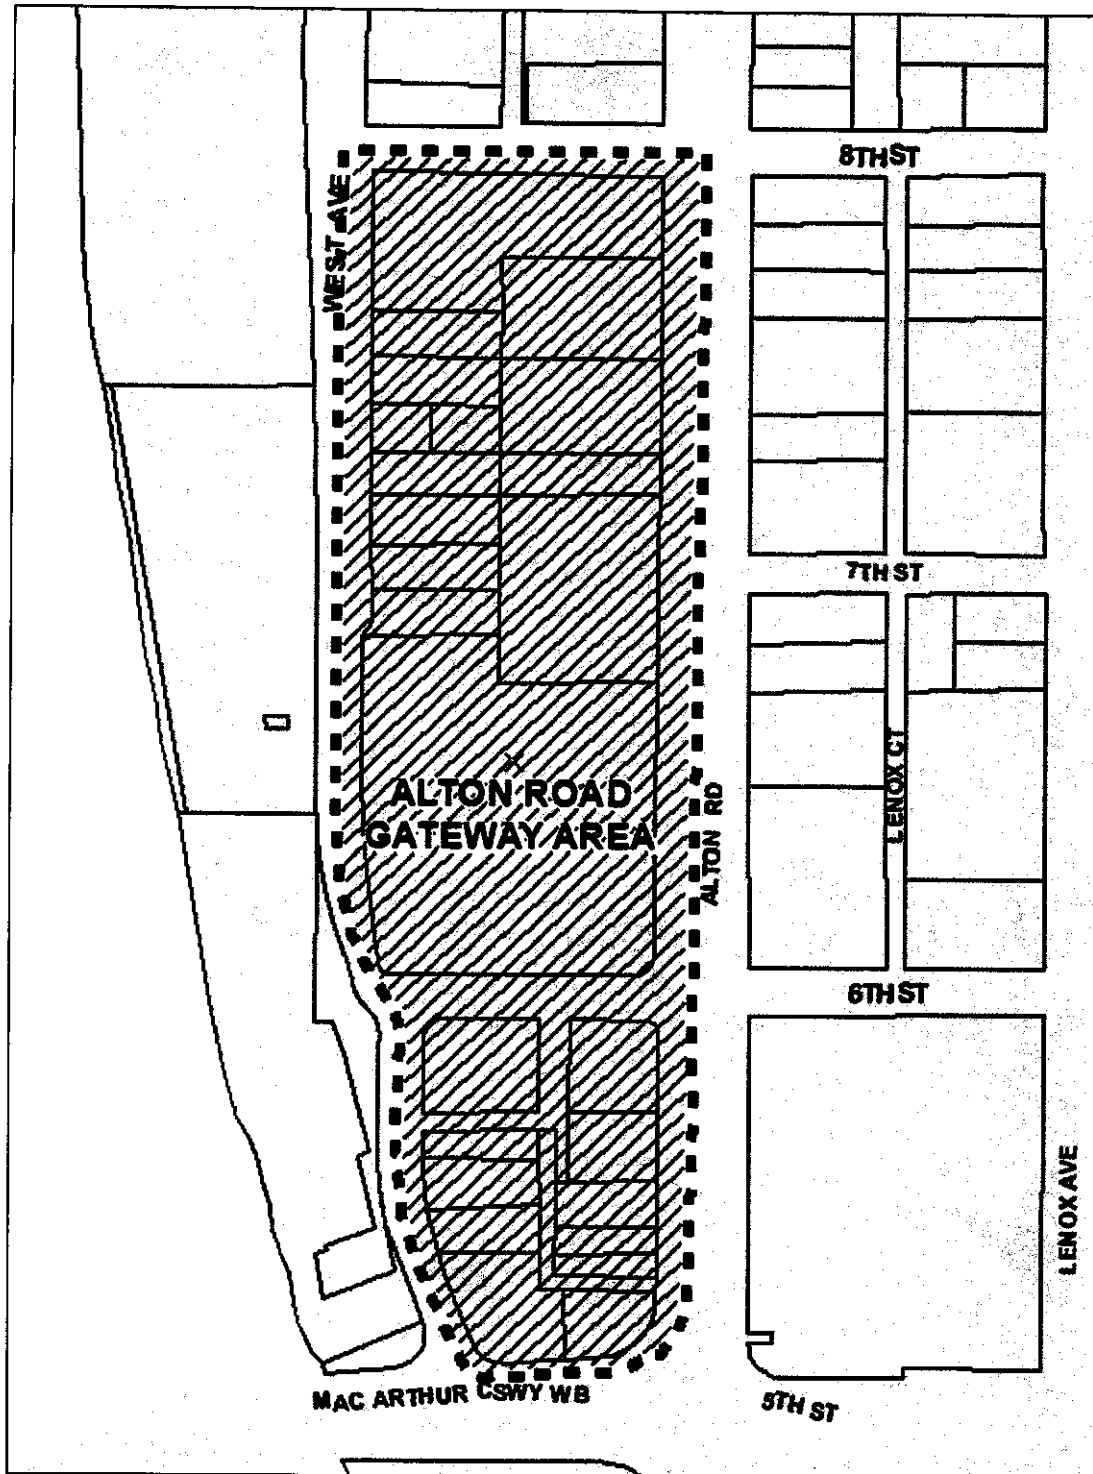 8TH ST
WEST AVE
7TH ST
ALTON ROAD
GATEWAY AREA
ALTON RD
LENOX CT
6TH ST
LENOX AVE
MAC ARTHUR CSWY WB
5TH ST